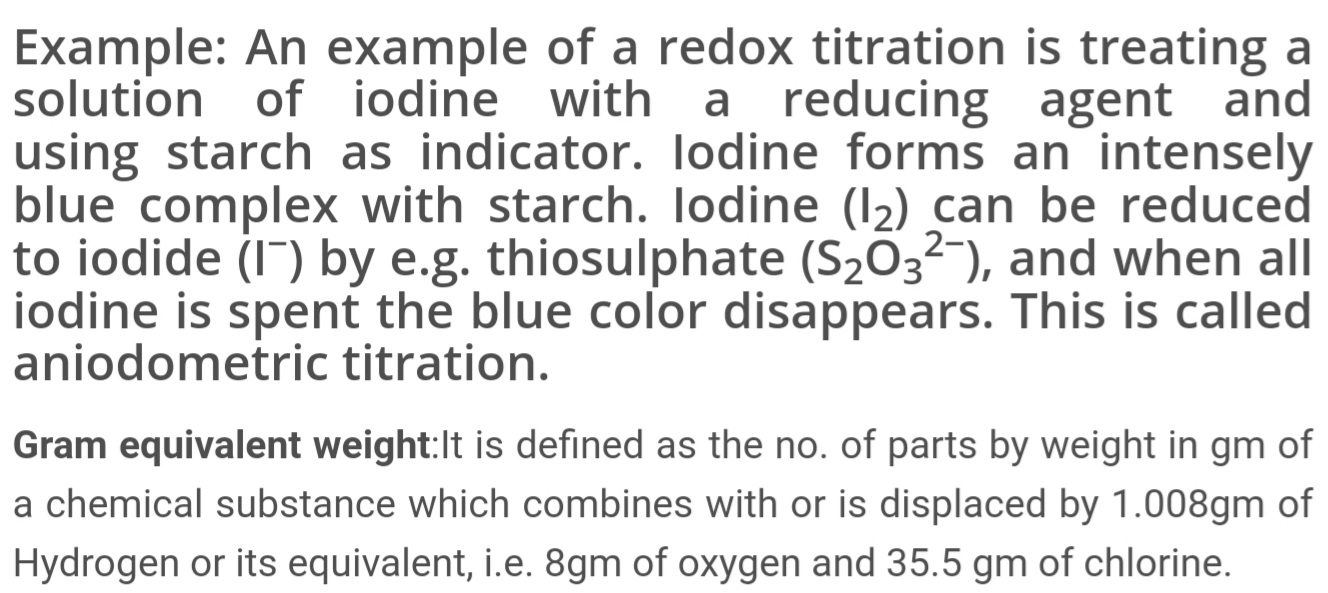 Example: An example of a redox titration is treating a
solution of iodine with a reducing agent and
using starch as indicator. Iodine forms an intensely
blue complex with starch. Iodine (I₂) can be reduced
to iodide (I⁻) by e.g. thiosulphate (S₂O₃²⁻), and when all
iodine is spent the blue color disappears. This is called
aniodometric titration.
Gram equivalent weight:It is defined as the no. of parts by weight in gm of
a chemical substance which combines with or is displaced by 1.008gm of
Hydrogen or its equivalent, i.e. 8gm of oxygen and 35.5 gm of chlorine.